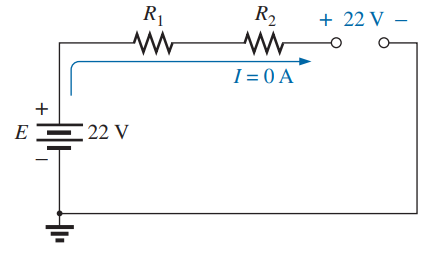 R₁ R₂ + 22 V −
I = 0 A
+
E 22 V
−